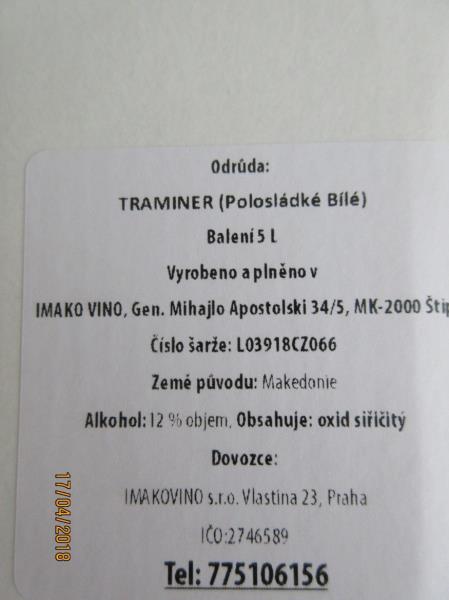 Odrůda:
TRAMINER (Polosládké Bílé)
Balení 5 L
Vyrobeno a plněno v
IMAKO VINO, Gen. Mihajlo Apostolski 34/5, MK-2000 Štip
Číslo šarže: L03918CZ066
Země původu: Makedonie
Alkohol: 12 % objem, Obsahuje: oxid siřičitý
Dovozce:
IMAKOVINO s.r.o. Vlastina 23, Praha
IČO:2746589
Tel: 775106156
17/04/2018